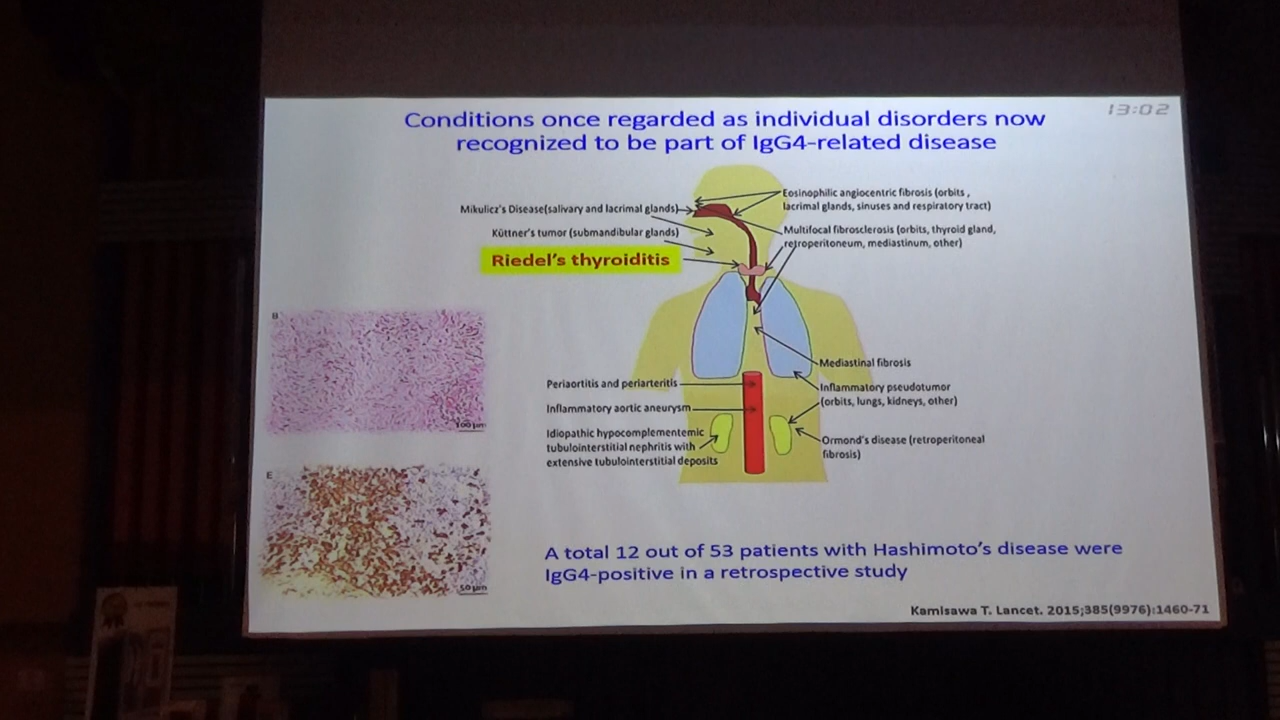 13:02
Conditions once regarded as individual disorders now
recognized to be part of IgG4-related disease
Mikulicz's Disease(salivary and lacrimal glands)
Küttner's tumor (submandibular glands)
Riedel's thyroiditis
Eosinophilic angiocentric fibrosis (orbits ,
lacrimal glands, sinuses and respiratory tract)
Multifocal fibrosclerosis (orbits, thyroid gland,
retroperitoneum, mediastinum, other)
B
100 µm
E
50 µm
Periaortitis and periarteritis
Inflammatory aortic aneurysm
Idiopathic hypocomplementemic
tubulointerstitial nephritis with
extensive tubulointerstitial deposits
Mediastinal fibrosis
Inflammatory pseudotumor
(orbits, lungs, kidneys, other)
Ormond's disease (retroperitoneal
fibrosis)
A total 12 out of 53 patients with Hashimoto's disease were
IgG4-positive in a retrospective study
Kamisawa T. Lancet. 2015;385(9976):1460-71